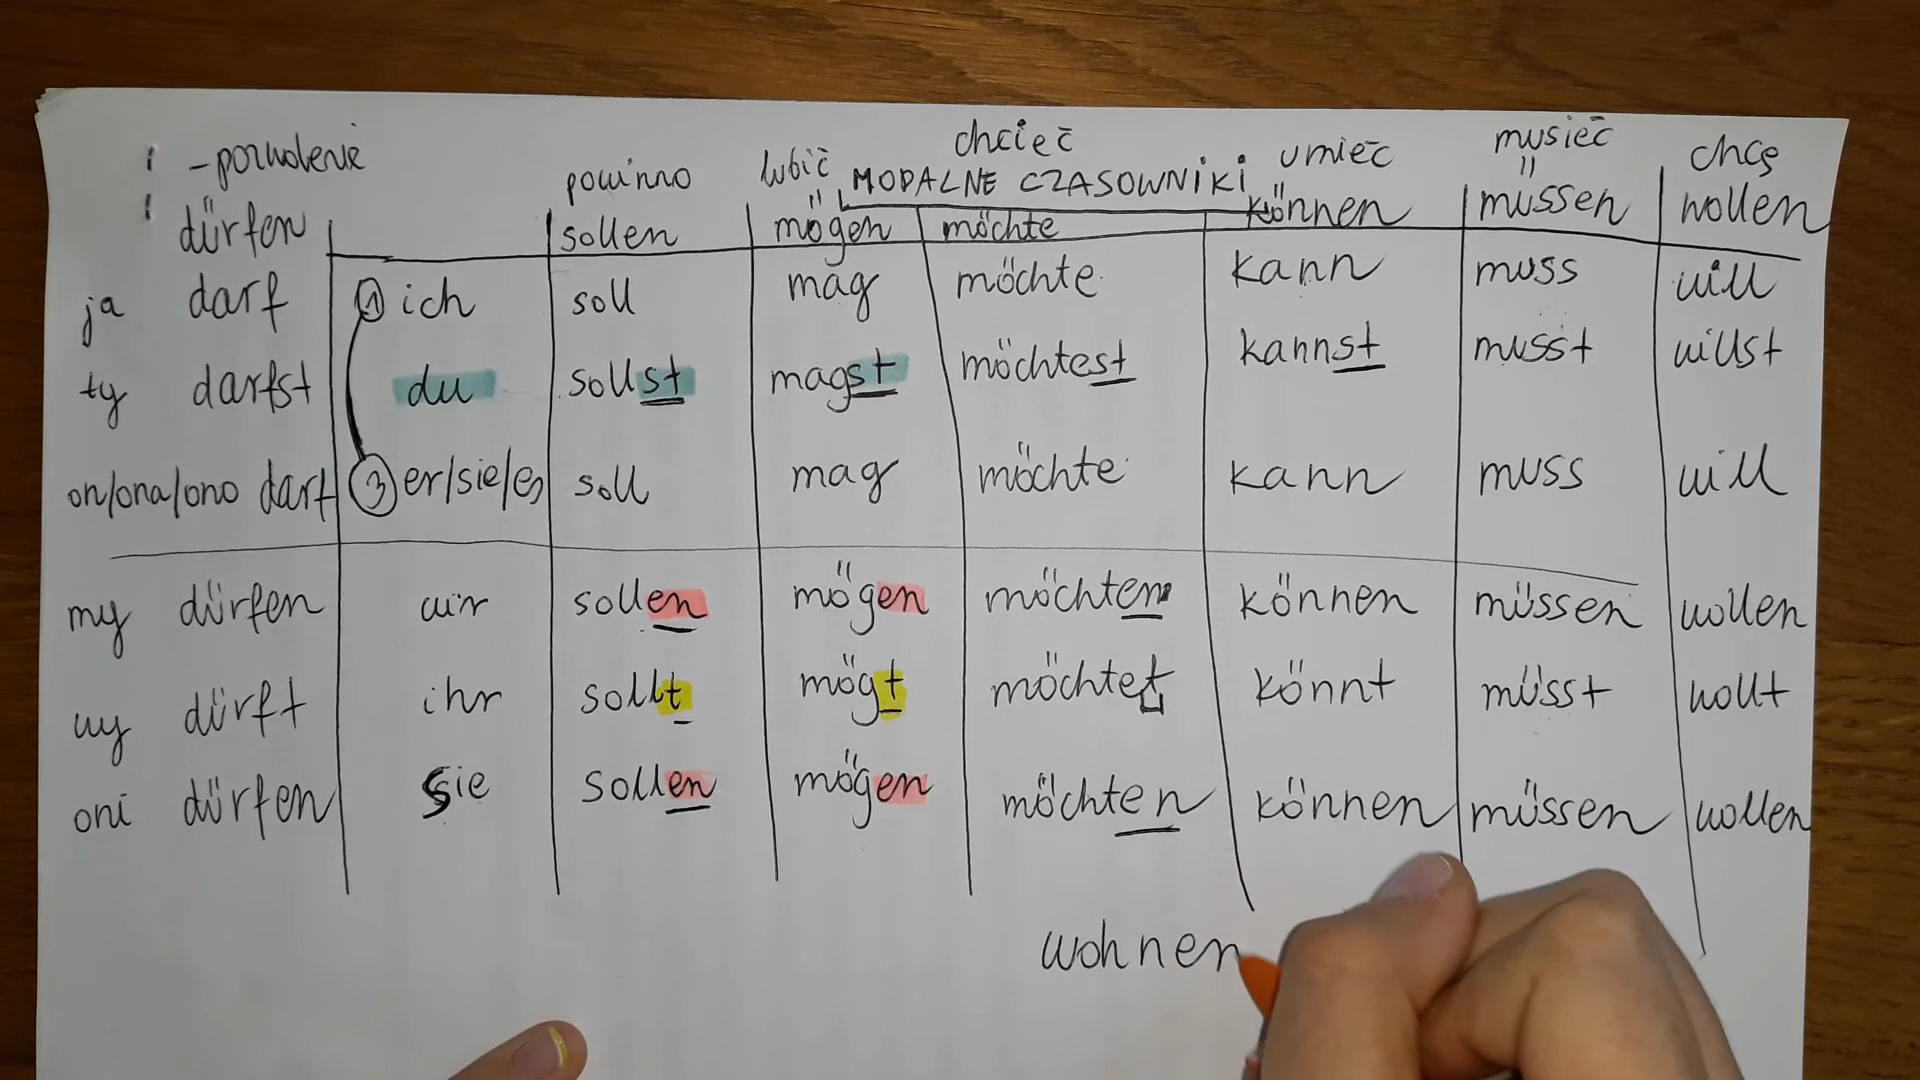 -pozwolenie powinno lubić chcieć umieć musieć chcę
MODALNE CZASOWNIKI
dürfen sollen mögen möchte können müssen wollen
ja darf 1 ich soll mag möchte kann muss will
ty darfst du sollst magst möchtest kannst musst willst
on/ona/ono darf 3 er/sie/es soll mag möchte kann muss will
my dürfen wir sollen mögen möchten können müssen wollen
wy dürft ihr sollt mögt möchtet könnt müsst wollt
oni dürfen Sie sollen mögen möchten können müssen wollen
wohnen